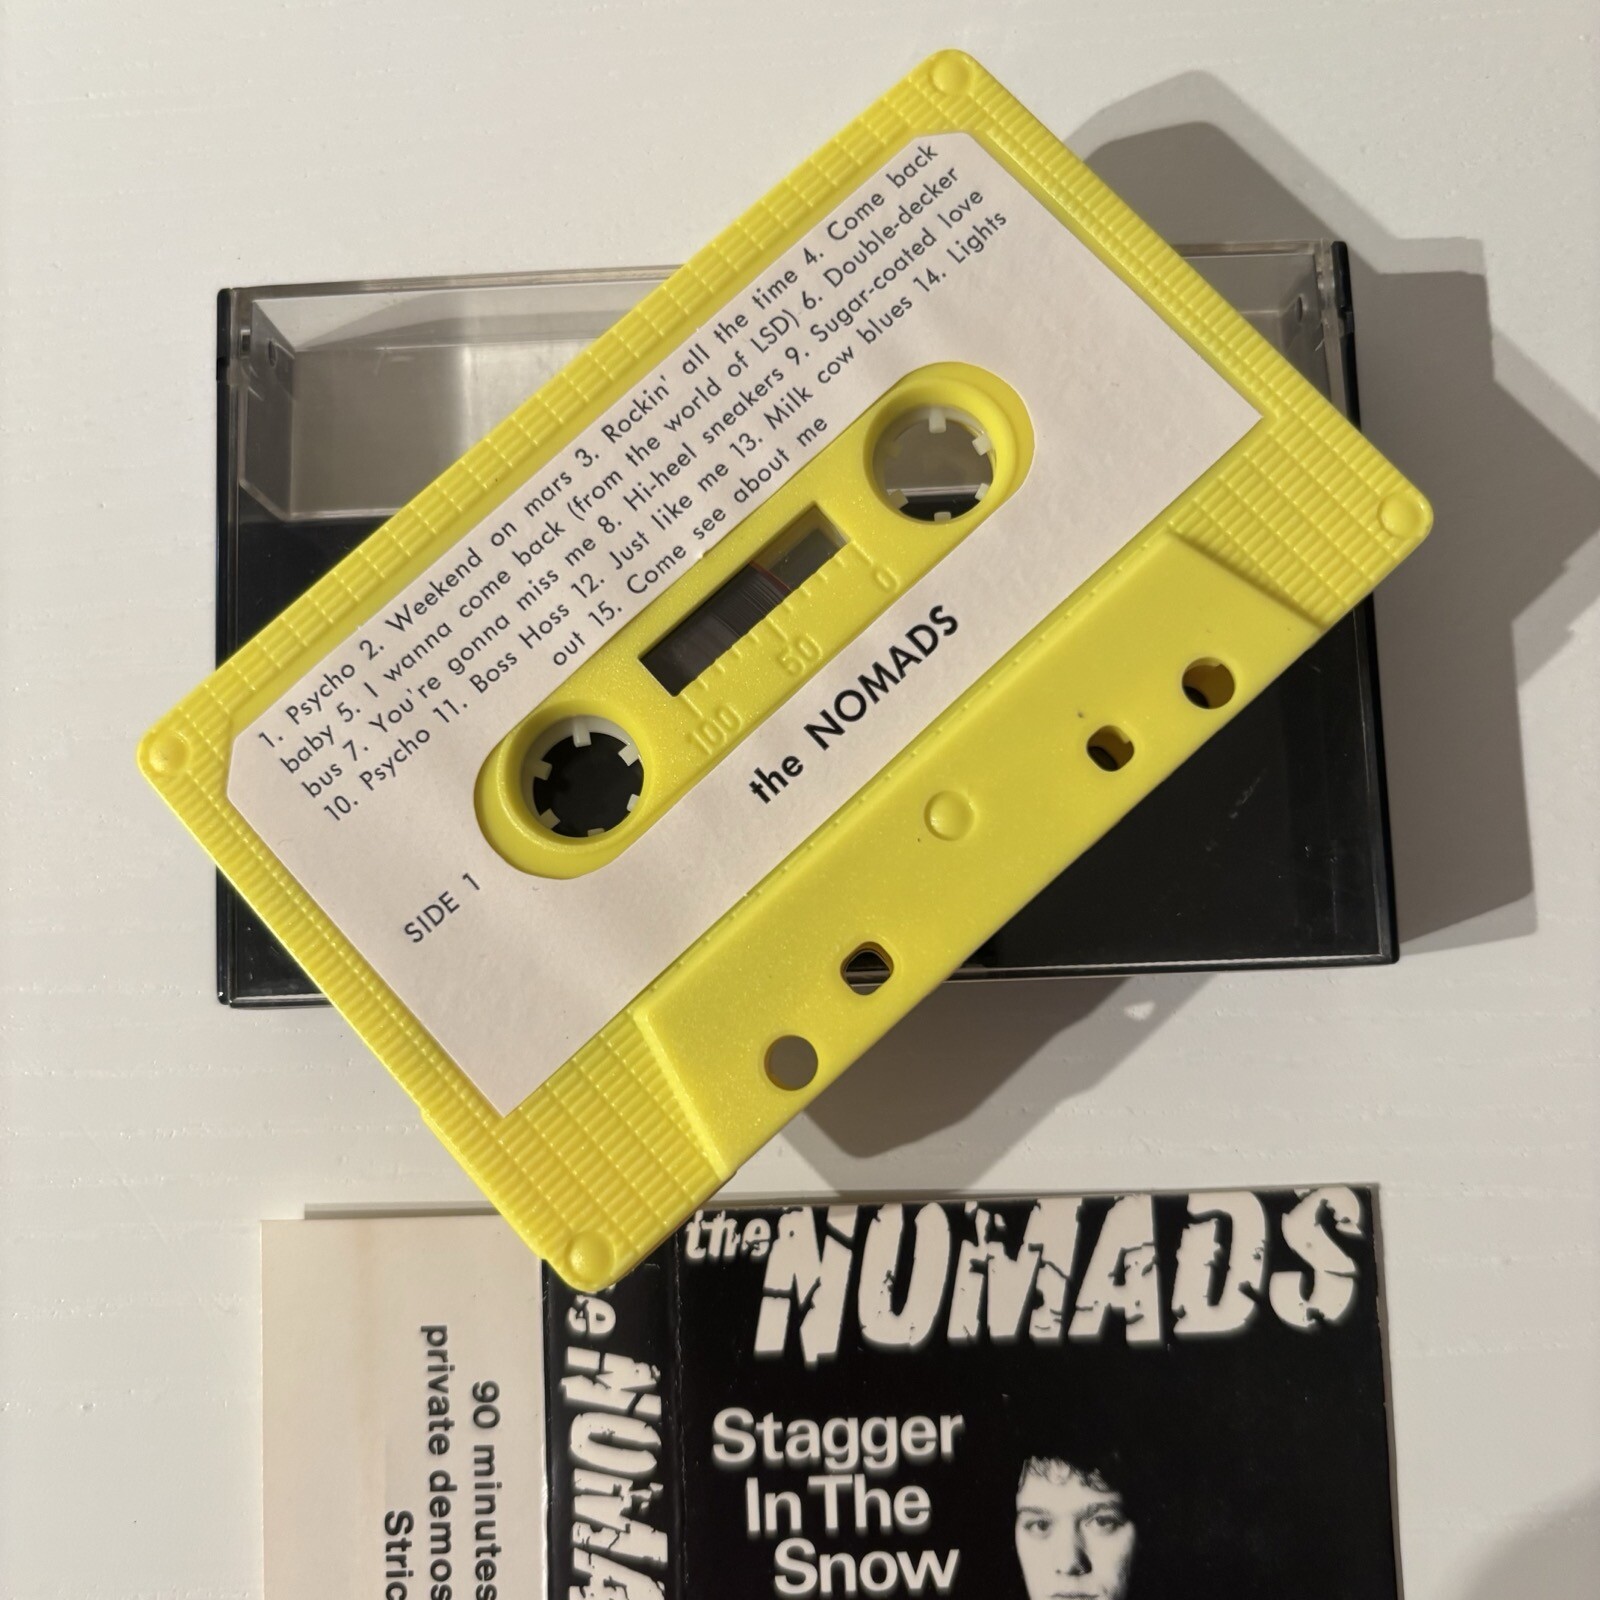 1. Psycho 2. Weekend on mars 3. Rockin' all the time 4. Come back
baby 5. I wanna come back (from the world of LSD) 6. Double-decker
bus 7. You're gonna miss me 8. Hi-heel sneakers 9. Sugar-coated love
10. Psycho 11. Boss Hoss 12. Just like me 13. Milk cow blues 14. Lights
out 15. Come see about me
100 50 0
the NOMADS
SIDE 1
the NOMADS
Stagger
In The
Snow
NOMA
90 minutes
private demos
Stric